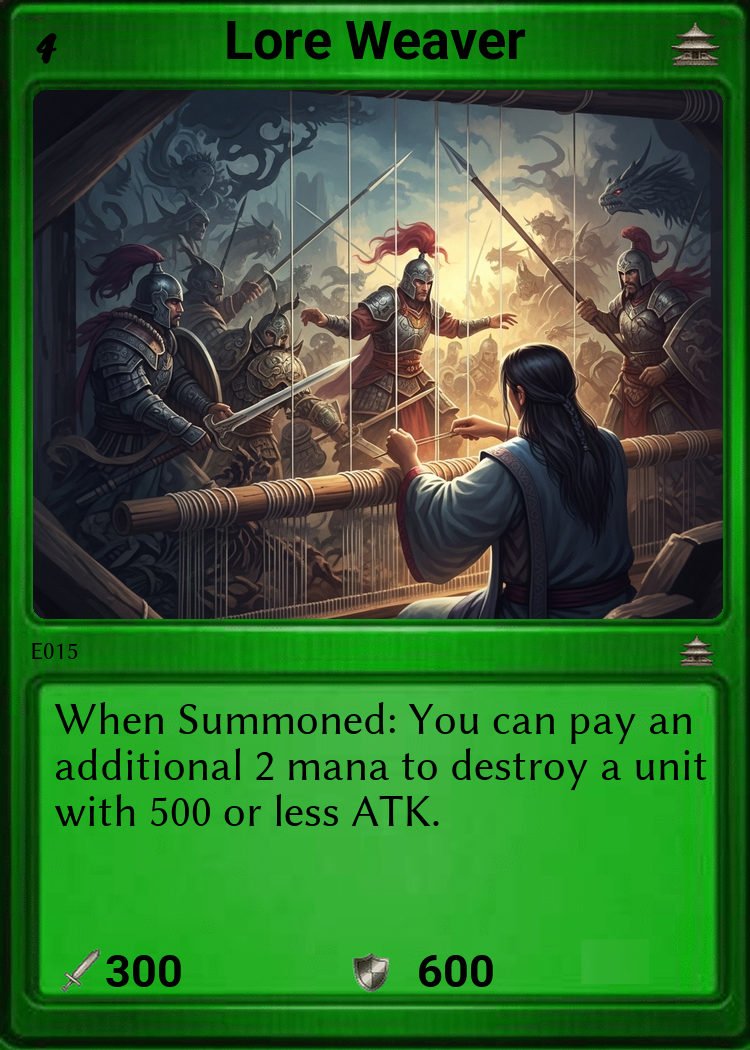 4
Lore Weaver
E015
When Summoned: You can pay an
additional 2 mana to destroy a unit
with 500 or less ATK.
300
600